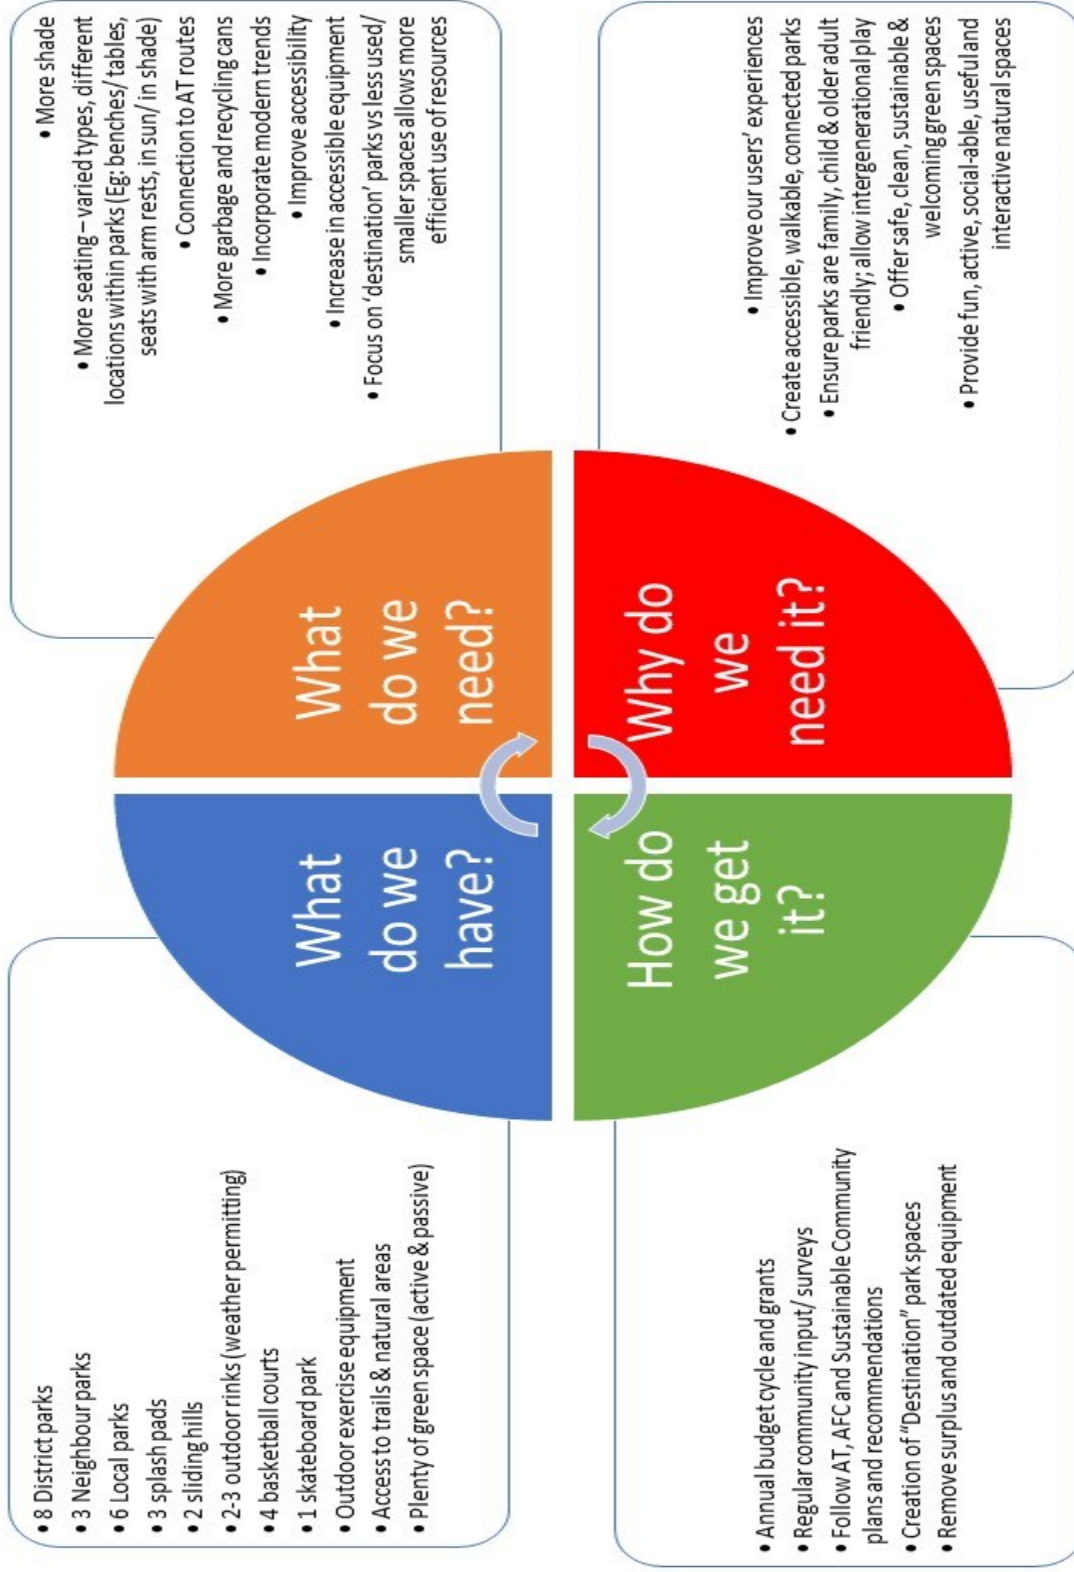 • 8 District parks
• 3 Neighbour parks
• 6 Local parks
• 3 splash pads
• 2 sliding hills
• 2-3 outdoor rinks (weather permitting)
• 4 basketball courts
• 1 skateboard park
• Outdoor exercise equipment
• Access to trails & natural areas
• Plenty of green space (active & passive)
What
do we
have?
• More shade
• More seating – varied types, different
locations within parks (Eg: benches/ tables,
seats with arm rests, in sun/ in shade)
• Connection to AT routes
• More garbage and recycling cans
• Incorporate modern trends
• Improve accessibility
• Increase in accessible equipment
• Focus on 'destination' parks vs less used/
smaller spaces allows more
efficient use of resources
What
do we
need?
• Annual budget cycle and grants
• Regular community input/ surveys
• Follow AT, AFC and Sustainable Community
plans and recommendations
• Creation of "Destination" park spaces
• Remove surplus and outdated equipment
How do
we get
it?
• Improve our users' experiences
• Create accessible, walkable, connected parks
• Ensure parks are family, child & older adult
friendly; allow intergenerational play
• Offer safe, clean, sustainable &
welcoming green spaces
• Provide fun, active, social-able, useful and
interactive natural spaces
Why do
we
need it?